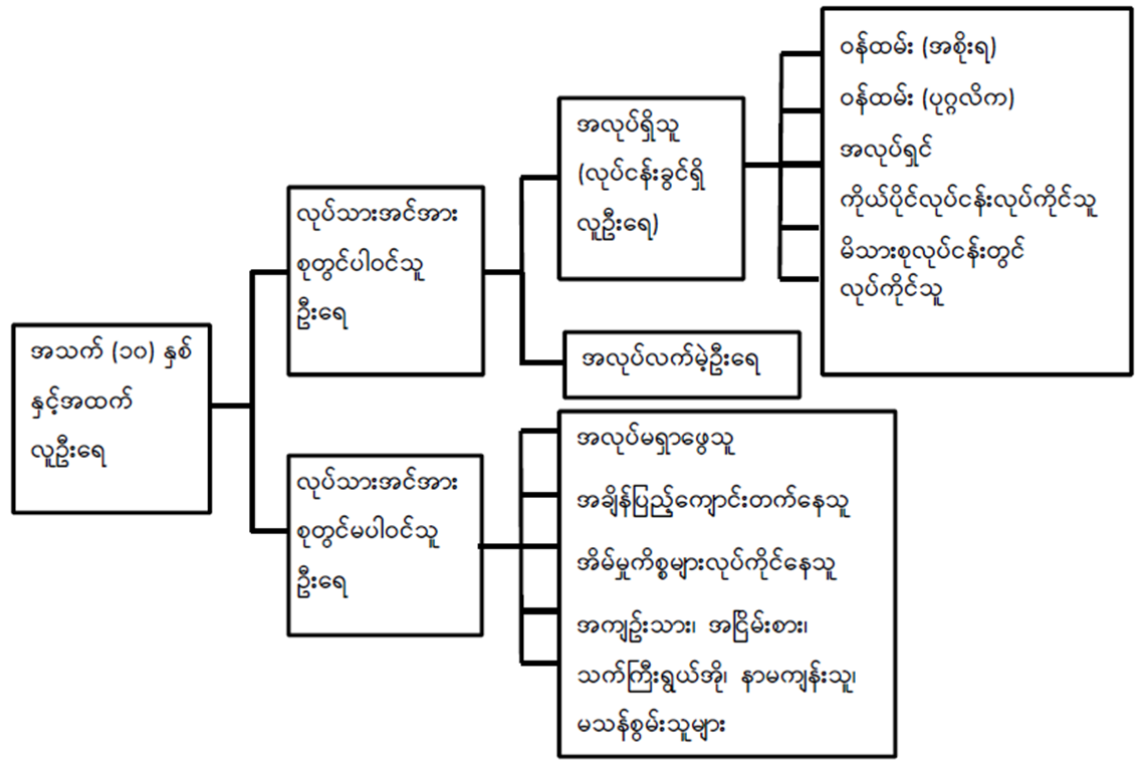 အသက် (၁၀) နှစ်
နှင့်အထက်
လူဦးရေ
လုပ်သားအင်အား
စုတွင်ပါဝင်သူ
ဦးရေ
အလုပ်ရှိသူ
(လုပ်ငန်းခွင်ရှိ
လူဦးရေ)
ဝန်ထမ်း (အစိုးရ)
ဝန်ထမ်း (ပုဂ္ဂလိက)
အလုပ်ရှင်
ကိုယ်ပိုင်လုပ်ငန်းလုပ်ကိုင်သူ
မိသားစုလုပ်ငန်းတွင်
လုပ်ကိုင်သူ
အလုပ်လက်မဲ့ဦးရေ
လုပ်သားအင်အား
စုတွင်မပါဝင်သူ
ဦးရေ
အလုပ်မရှာဖွေသူ
အချိန်ပြည့်ကျောင်းတက်နေသူ
အိမ်မှုကိစ္စများလုပ်ကိုင်နေသူ
အကျဉ်းသား၊ အငြိမ်းစား၊
သက်ကြီးရွယ်အို၊ နာမကျန်းသူ၊
မသန်စွမ်းသူများ